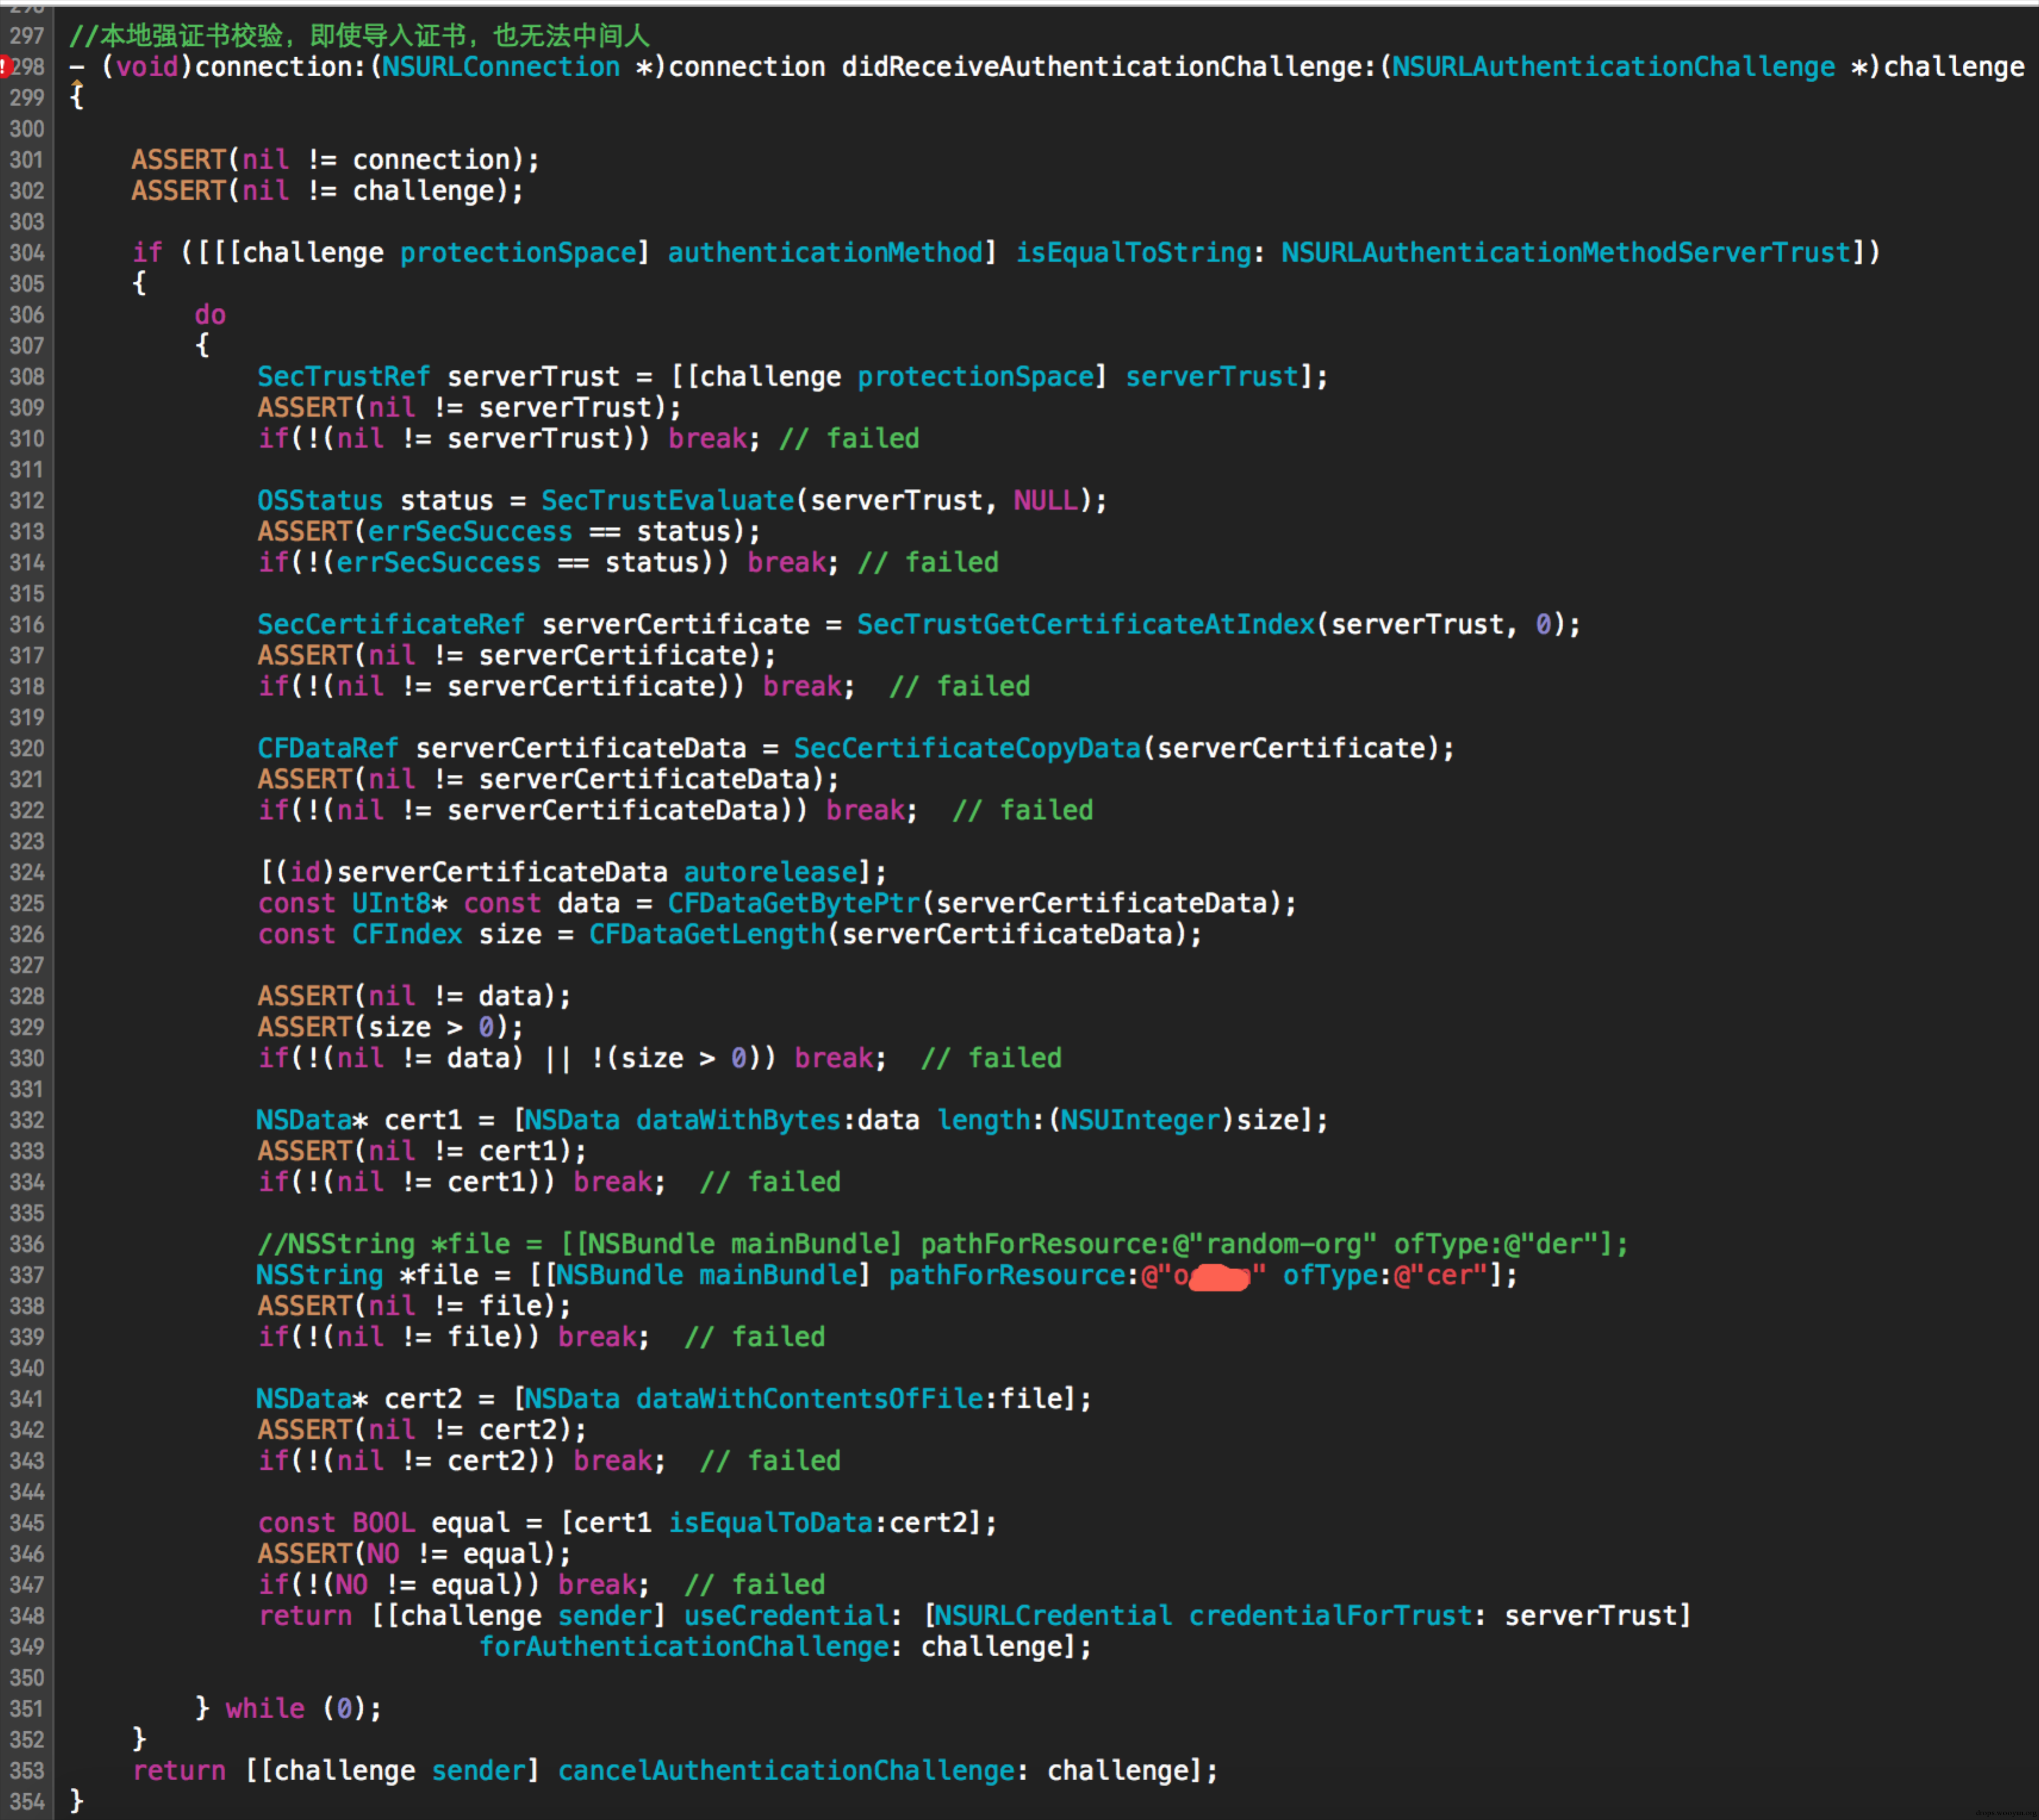 297 //本地强证书校验，即使导入证书，也无法中间人
298 - (void)connection:(NSURLConnection *)connection didReceiveAuthenticationChallenge:(NSURLAuthenticationChallenge *)challenge
299 {
300
301     ASSERT(nil != connection);
302     ASSERT(nil != challenge);
303
304     if ([[[challenge protectionSpace] authenticationMethod] isEqualToString: NSURLAuthenticationMethodServerTrust])
305     {
306         do
307         {
308             SecTrustRef serverTrust = [[challenge protectionSpace] serverTrust];
309             ASSERT(nil != serverTrust);
310             if(!(nil != serverTrust)) break; // failed
311
312             OSStatus status = SecTrustEvaluate(serverTrust, NULL);
313             ASSERT(errSecSuccess == status);
314             if(!(errSecSuccess == status)) break; // failed
315
316             SecCertificateRef serverCertificate = SecTrustGetCertificateAtIndex(serverTrust, 0);
317             ASSERT(nil != serverCertificate);
318             if(!(nil != serverCertificate)) break;  // failed
319
320             CFDataRef serverCertificateData = SecCertificateCopyData(serverCertificate);
321             ASSERT(nil != serverCertificateData);
322             if(!(nil != serverCertificateData)) break;  // failed
323
324             [(id)serverCertificateData autorelease];
325             const UInt8* const data = CFDataGetBytePtr(serverCertificateData);
326             const CFIndex size = CFDataGetLength(serverCertificateData);
327
328             ASSERT(nil != data);
329             ASSERT(size > 0);
330             if(!(nil != data) || !(size > 0)) break;  // failed
331
332             NSData* cert1 = [NSData dataWithBytes:data length:(NSUInteger)size];
333             ASSERT(nil != cert1);
334             if(!(nil != cert1)) break;  // failed
335
336             //NSString *file = [[NSBundle mainBundle] pathForResource:@"random-org" ofType:@"der"];
337             NSString *file = [[NSBundle mainBundle] pathForResource:@"o" ofType:@"cer"];
338             ASSERT(nil != file);
339             if(!(nil != file)) break;  // failed
340
341             NSData* cert2 = [NSData dataWithContentsOfFile:file];
342             ASSERT(nil != cert2);
343             if(!(nil != cert2)) break;  // failed
344
345             const BOOL equal = [cert1 isEqualToData:cert2];
346             ASSERT(NO != equal);
347             if(!(NO != equal)) break;  // failed
348             return [[challenge sender] useCredential: [NSURLCredential credentialForTrust: serverTrust]
349                           forAuthenticationChallenge: challenge];
350
351         } while (0);
352     }
353     return [[challenge sender] cancelAuthenticationChallenge: challenge];
354 }